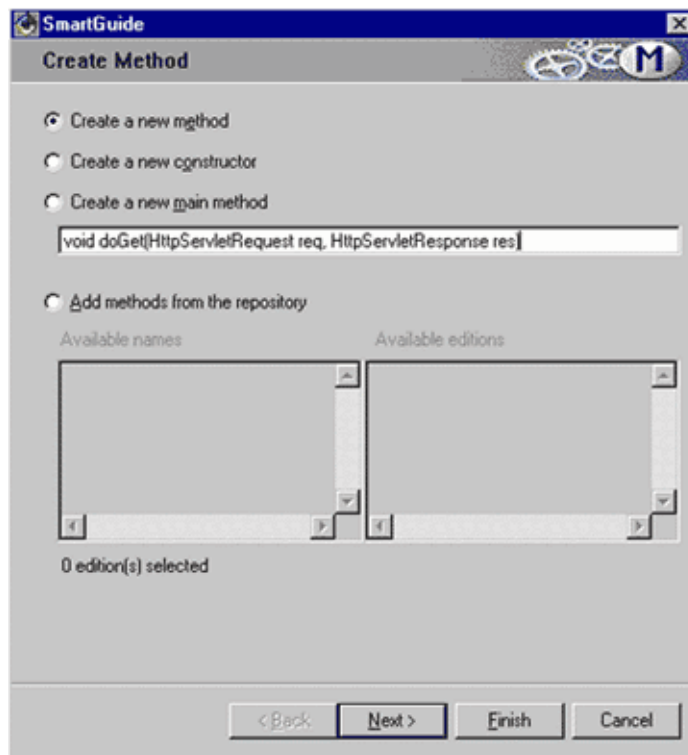 SmartGuide
Create Method
M
Create a new method
Create a new constructor
Create a new main method
void doGet(HttpServletRequest req, HttpServletResponse res)
Add methods from the repository
Available names Available editions
0 edition(s) selected
< Back Next > Finish Cancel